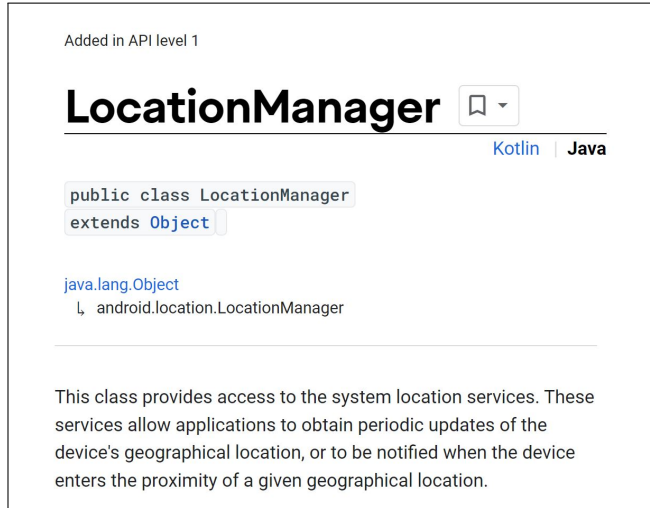 Added in API level 1
LocationManager
Kotlin | Java
public class LocationManager
extends Object
java.lang.Object
↳ android.location.LocationManager
This class provides access to the system location services. These
services allow applications to obtain periodic updates of the
device's geographical location, or to be notified when the device
enters the proximity of a given geographical location.